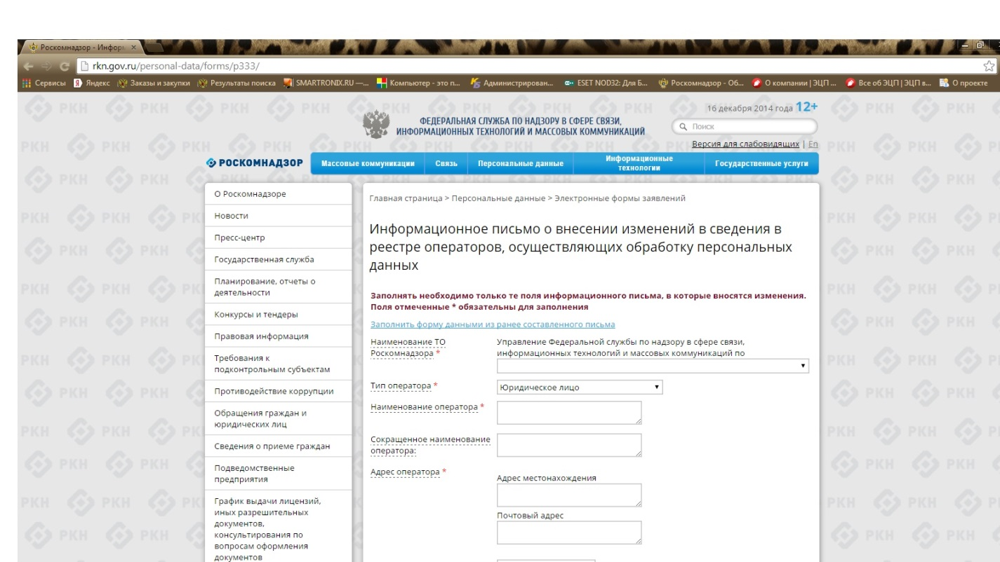 Роскомнадзор - Информ
rkn.gov.ru/personal-data/forms/p333/
Сервисы Яндекс Заказы и закупки Результаты поиска SMARTRONIX.RU —... Компьютер - это п... Администрирован... ESET NOD32: Для Б... Роскомнадзор - Об... О компании | ЭЦП ... Все об ЭЦП | ЭЦП в... О проекте
16 декабря 2014 года 12+
ФЕДЕРАЛЬНАЯ СЛУЖБА ПО НАДЗОРУ В СФЕРЕ СВЯЗИ,
ИНФОРМАЦИОННЫХ ТЕХНОЛОГИЙ И МАССОВЫХ КОММУНИКАЦИЙ
Поиск
Версия для слабовидящих | En
РОСКОМНАДЗОР
Массовые коммуникации Связь Персональные данные Информационные технологии Государственные услуги
О Роскомнадзоре
Новости
Пресс-центр
Государственная служба
Планирование, отчеты о
деятельности
Конкурсы и тендеры
Правовая информация
Требования к
подконтрольным субъектам
Противодействие коррупции
Обращения граждан и
юридических лиц
Сведения о приеме граждан
Подведомственные
предприятия
График выдачи лицензий,
иных разрешительных
документов,
консультирования по
вопросам оформления
документов
Главная страница > Персональные данные > Электронные формы заявлений
Информационное письмо о внесении изменений в сведения в
реестре операторов, осуществляющих обработку персональных
данных
Заполнять необходимо только те поля информационного письма, в которые вносятся изменения.
Поля отмеченные * обязательны для заполнения
Заполнить форму данными из ранее составленного письма
Наименование ТО
Роскомнадзора *
Управление Федеральной службы по надзору в сфере связи,
информационных технологий и массовых коммуникаций по
Тип оператора *
Юридическое лицо
Наименование оператора *
Сокращенное наименование
оператора:
Адрес оператора *
Адрес местонахождения
Почтовый адрес